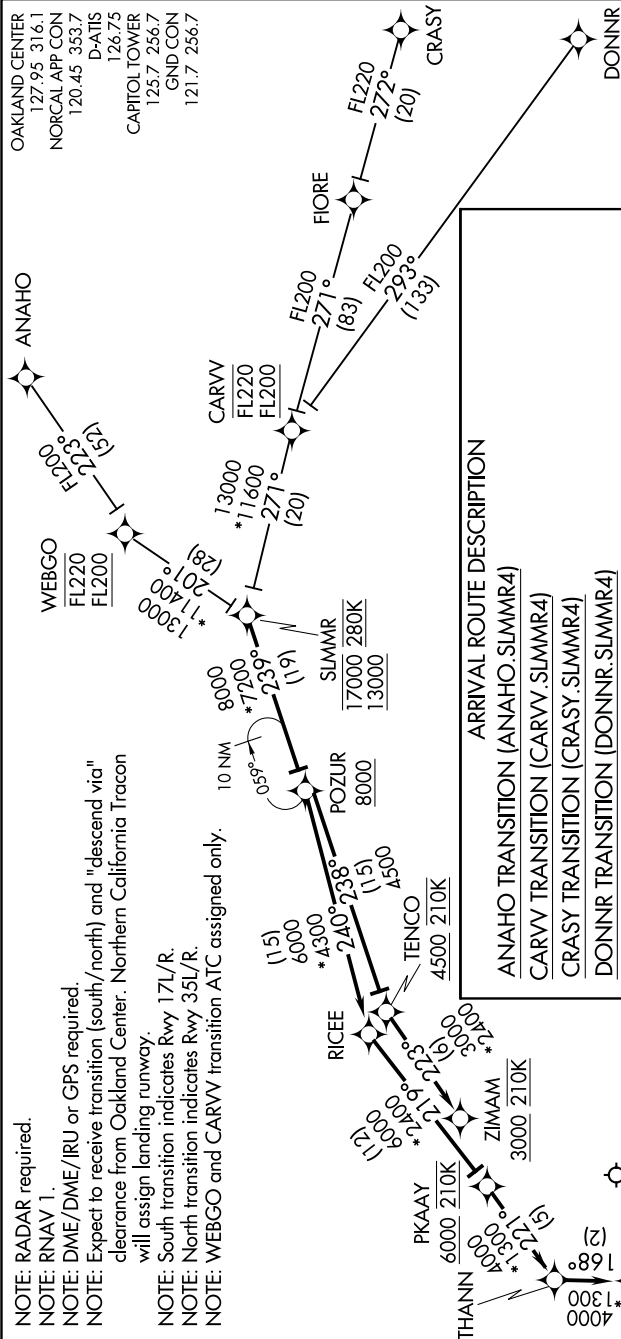 NOTE: RADAR required.
NOTE: RNAV 1.
NOTE: DME/DME/IRU or GPS required.
NOTE: Expect to receive transition (south/north) and "descend via"
clearance from Oakland Center. Northern California Tracon
will assign landing runway.
NOTE: South transition indicates Rwy 17L/R.
NOTE: North transition indicates Rwy 35L/R.
NOTE: WEBGO and CARVV transition ATC assigned only.
OAKLAND CENTER
127.95 316.1
NORCAL APP CON
120.45 353.7
D-ATIS
126.75
CAPITOL TOWER
125.7 256.7
GND CON
121.7 256.7
ANAHO
FL200
223°
(52)
WEBGO
FL220
FL200
13000
*11400
201°
(28)
CRASY
FL220
272°
(20)
FIORE
FL200
271°
(83)
DONNR
FL200
293°
(133)
CARVV
FL220
FL200
13000
*11600
271°
(20)
SLMMR
17000 280K
13000
8000
*7200
239°
(19)
10 NM
059°
POZUR
8000
(15)
6000
*4300
240°
238°
(15)
4500
TENCO
4500 210K
RICEE
3000
*2400
(6)
223°
ZIMAM
3000 210K
(12)
6000
*2400
219°
PKAAY
6000 210K
4000
*1300
221°
(5)
THANN
4000
*1300
168°
(2)
ARRIVAL ROUTE DESCRIPTION
ANAHO TRANSITION (ANAHO.SLMMR4)
CARVV TRANSITION (CARVV.SLMMR4)
CRASY TRANSITION (CRASY.SLMMR4)
DONNR TRANSITION (DONNR.SLMMR4)